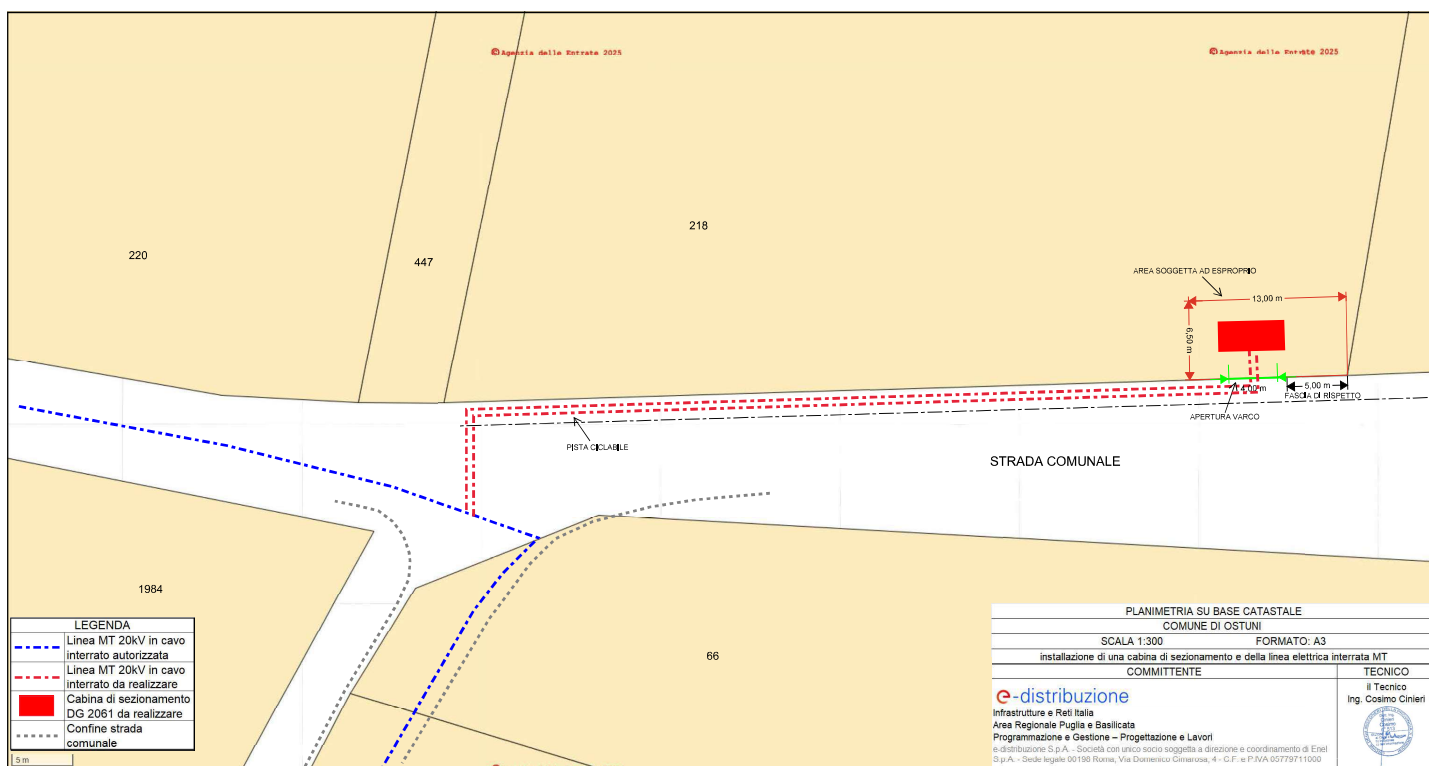 © Agenzia delle Entrate 2025
© Agenzia delle Entrate 2025
218
220
447
AREA SOGGETTA AD ESPROPRIO
13,00 m
6,50 m
4,00 m
5,00 m
FASCIA DI RISPETTO
APERTURA VARCO
PISTA CICLABILE
STRADA COMUNALE
1984
66
LEGENDA
Linea MT 20kV in cavo
interrato autorizzata
Linea MT 20kV in cavo
interrato da realizzare
Cabina di sezionamento
DG 2061 da realizzare
Confine strada
comunale
5 m
PLANIMETRIA SU BASE CATASTALE
COMUNE DI OSTUNI
SCALA 1:300 FORMATO: A3
installazione di una cabina di sezionamento e della linea elettrica interrata MT
COMMITTENTE
TECNICO
e-distribuzione
Infrastrutture e Reti Italia
Area Regionale Puglia e Basilicata
Programmazione e Gestione – Progettazione e Lavori
e-distribuzione S.p.A. - Società con unico socio soggetta a direzione e coordinamento di Enel
S.p.A. - Sede legale 00198 Roma, Via Domenico Cimarosa, 4 - C.F. e P.IVA 05779711000
il Tecnico
Ing. Cosimo Cinieri